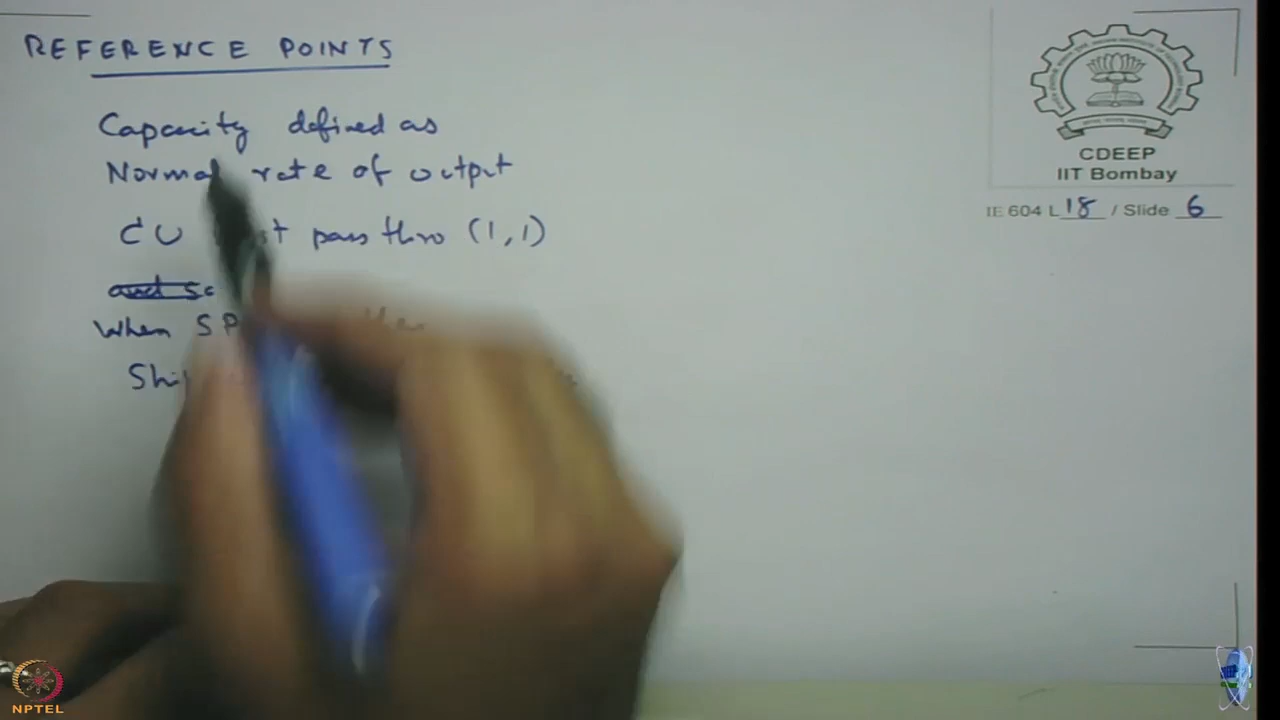 REFERENCE POINTS
Capacity defined as
Normal rate of output
CU pass thro (1,1)
When SP
CDEEP
IIT Bombay
IE 604 L 18 / Slide 6
NPTEL